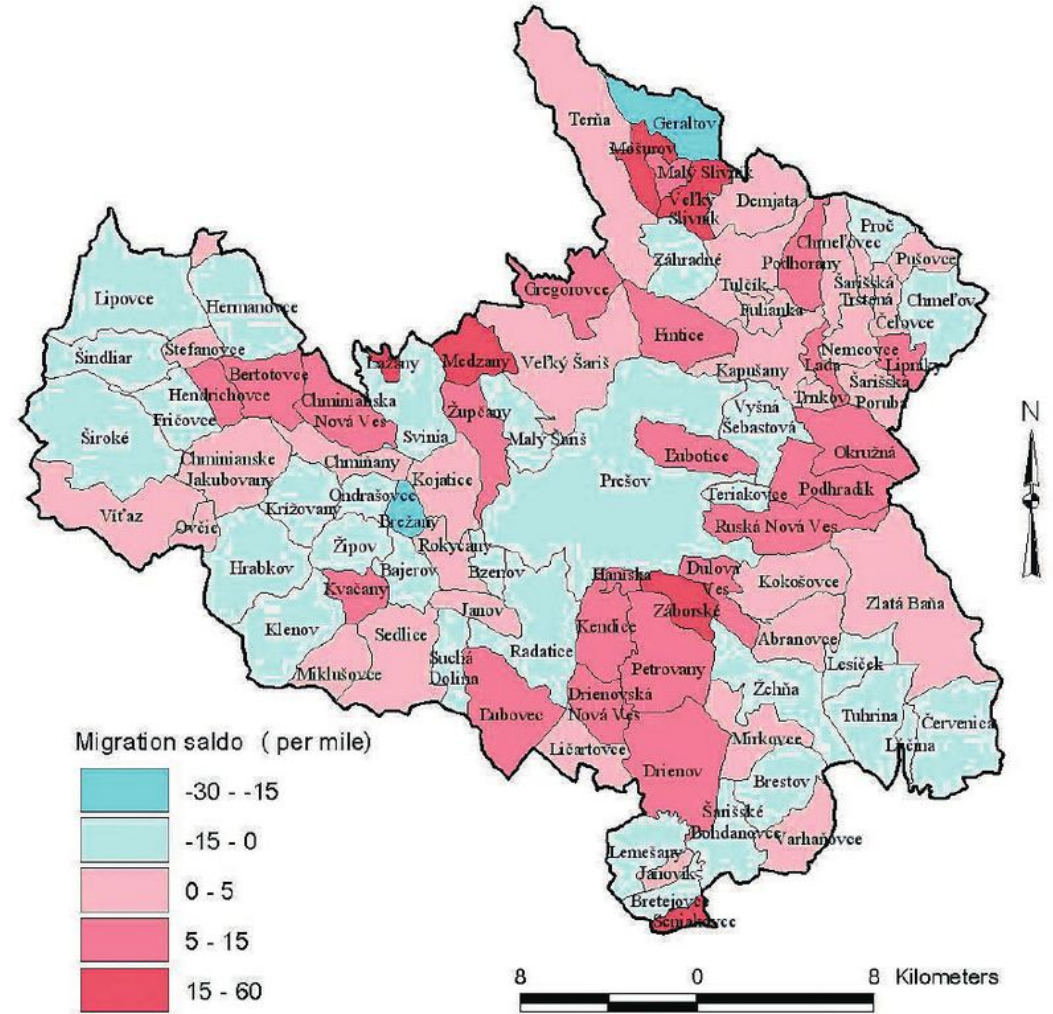 Terňa
Geraltov
Mošurov
Malý Slivník
Veľký
Slivník
Demjata
Proč
Chmeľovec
Pušovce
Záhradné
Podhorany
Lipovce
Hermanovce
Gregorovce
Tulčík
Šarišská
Trstená
Chmeľov
Fulianka
Čeľovce
Fintice
Šindliar
Štefanovce
Lažany
Medzany
Veľký Šariš
Nemcovce
Lada
Lipníky
Bertotovce
Kapušany
Šarišská
Poruba
Hendrichovce
Chminianska
Nová Ves
Trnkov
Fričovce
Župčany
Vyšná
Šebastová
Široké
Svinia
Malý Šariš
Ľubotice
Okružná
Chminianske
Jakubovany
Chmiňany
Kojatice
Prešov
Ondrašovce
Teriakovce
Podhradík
Víťaz
Ovčie
Križovany
Brežany
Ruská Nová Ves
Žipov
Rokycany
Hrabkov
Bajerov
Bzenov
Haniska
Dulova
Ves
Kokošovce
Kvačany
Zlatá Baňa
Janov
Záborské
Klenov
Sedlice
Kendice
Abranovce
Radatice
Suchá
Dolina
Lesíček
Miklušovce
Petrovany
Žehňa
Drienovská
Nová Ves
Ľubovec
Tuhrina
Červenica
Mirkovce
Lúčina
Ličartovce
Drienov
Brestov
Šarišské
Bohdanovce
Varhaňovce
Lemešany
Janovík
Bretejovce
Seniakovce
N
Migration saldo ( per mile)
-30 - -15
-15 - 0
0 - 5
5 - 15
15 - 60
8 0 8 Kilometers